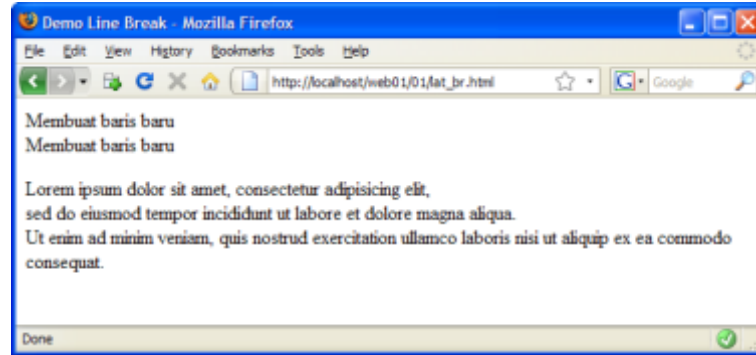 Demo Line Break - Mozilla Firefox
File Edit View History Bookmarks Tools Help
http://localhost/web01/01/lat_br.html G Google
Membuat baris baru
Membuat baris baru
Lorem ipsum dolor sit amet, consectetur adipisicing elit,
sed do eiusmod tempor incididunt ut labore et dolore magna aliqua.
Ut enim ad minim veniam, quis nostrud exercitation ullamco laboris nisi ut aliquip ex ea commodo
consequat.
Done